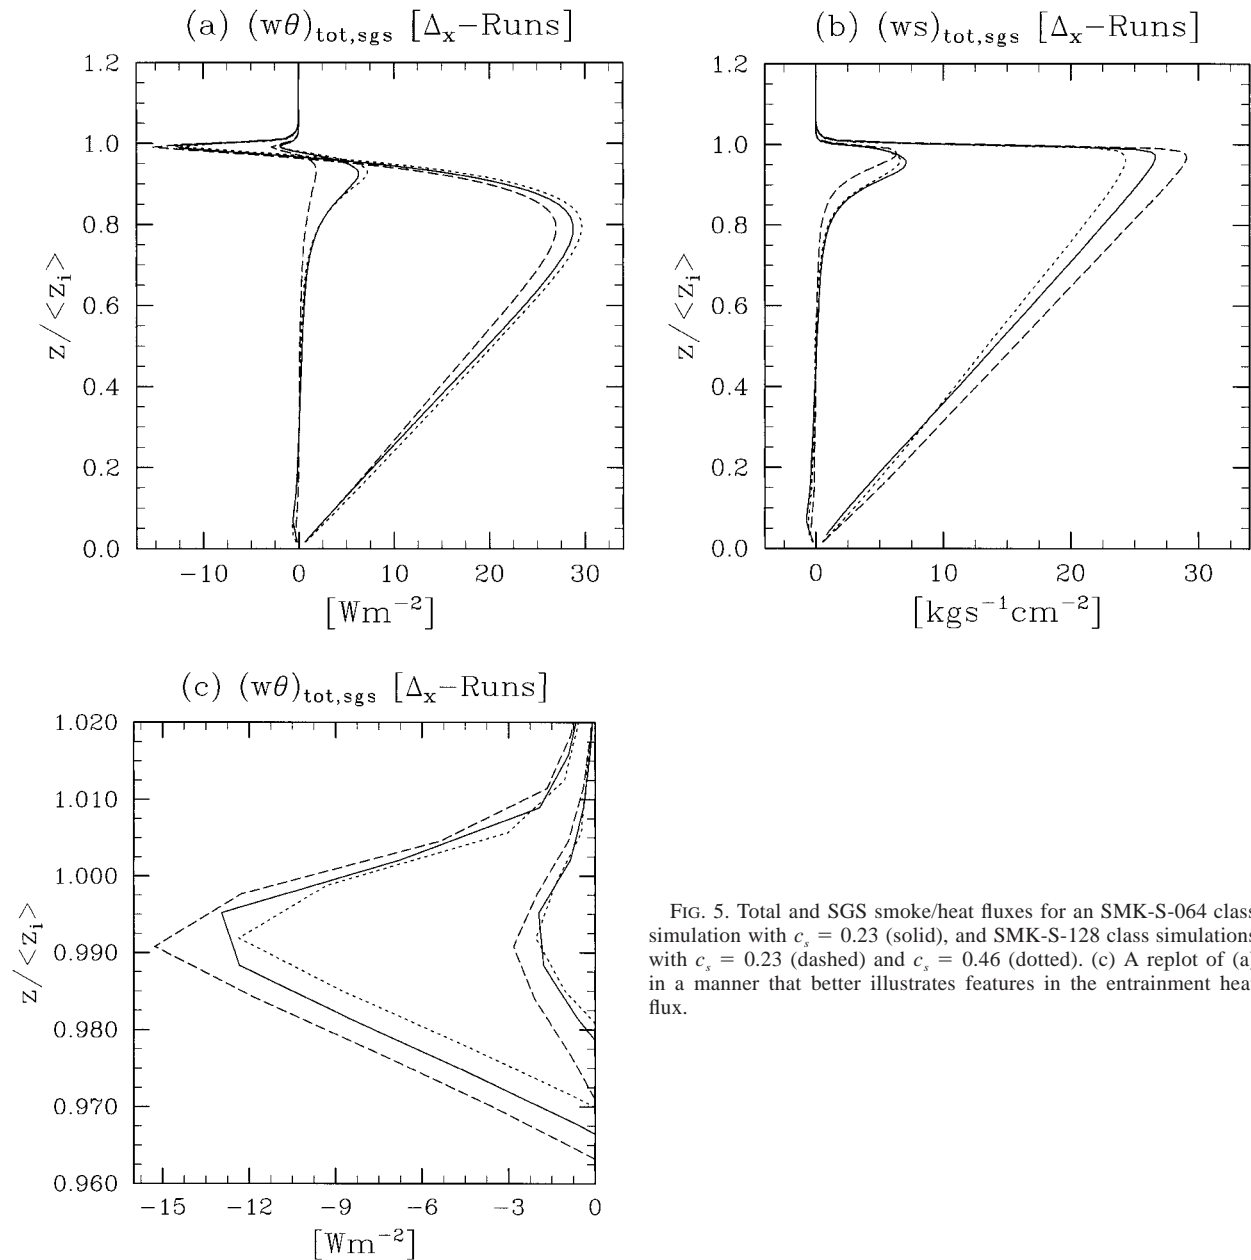 (a) (wθ)tot,sgs [Δx−Runs]
1.2
1.0
0.8
0.6
0.4
0.2
0.0
z/<zi>
−10 0 10 20 30
[Wm−2]
(b) (ws)tot,sgs [Δx−Runs]
1.2
1.0
0.8
0.6
0.4
0.2
0.0
z/<zi>
0 10 20 30
[kgs−1cm−2]
(c) (wθ)tot,sgs [Δx−Runs]
1.020
1.010
1.000
0.990
0.980
0.970
0.960
z/<zi>
−15 −12 −9 −6 −3 0
[Wm−2]
FIG. 5. Total and SGS smoke/heat fluxes for an SMK-S-064 class
simulation with cs = 0.23 (solid), and SMK-S-128 class simulations
with cs = 0.23 (dashed) and cs = 0.46 (dotted). (c) A replot of (a)
in a manner that better illustrates features in the entrainment hea
flux.